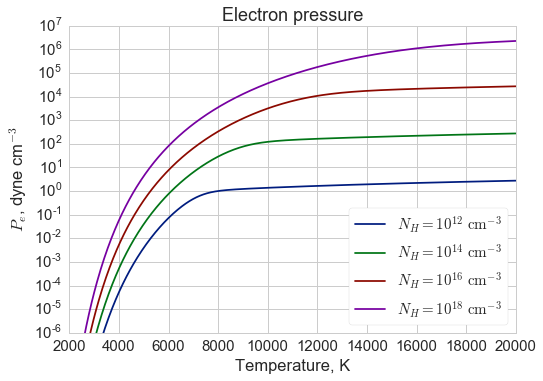 Electron pressure
10^7
10^6
10^5
10^4
10^3
10^2
10^1
10^0
10^-1
10^-2
10^-3
10^-4
10^-5
10^-6
P_e, dyne cm^-3
N_H = 10^12 cm^-3
N_H = 10^14 cm^-3
N_H = 10^16 cm^-3
N_H = 10^18 cm^-3
2000 4000 6000 8000 10000 12000 14000 16000 18000 20000
Temperature, K